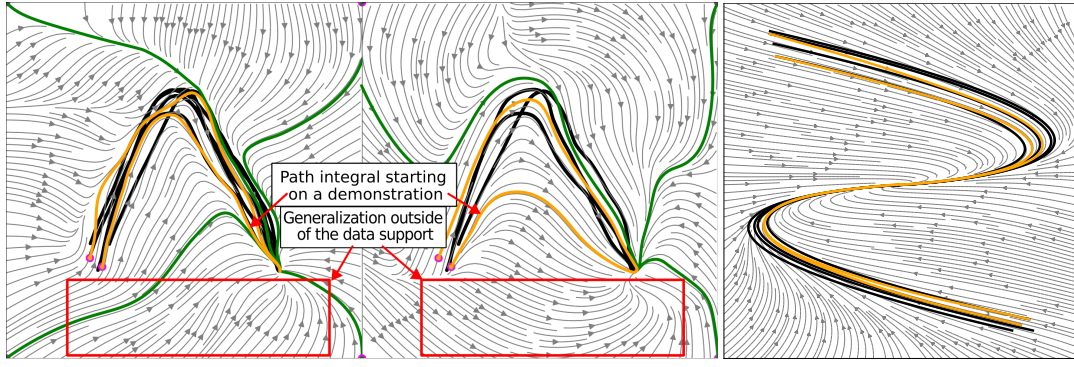 Path integral starting
on a demonstration
Generalization outside
of the data support